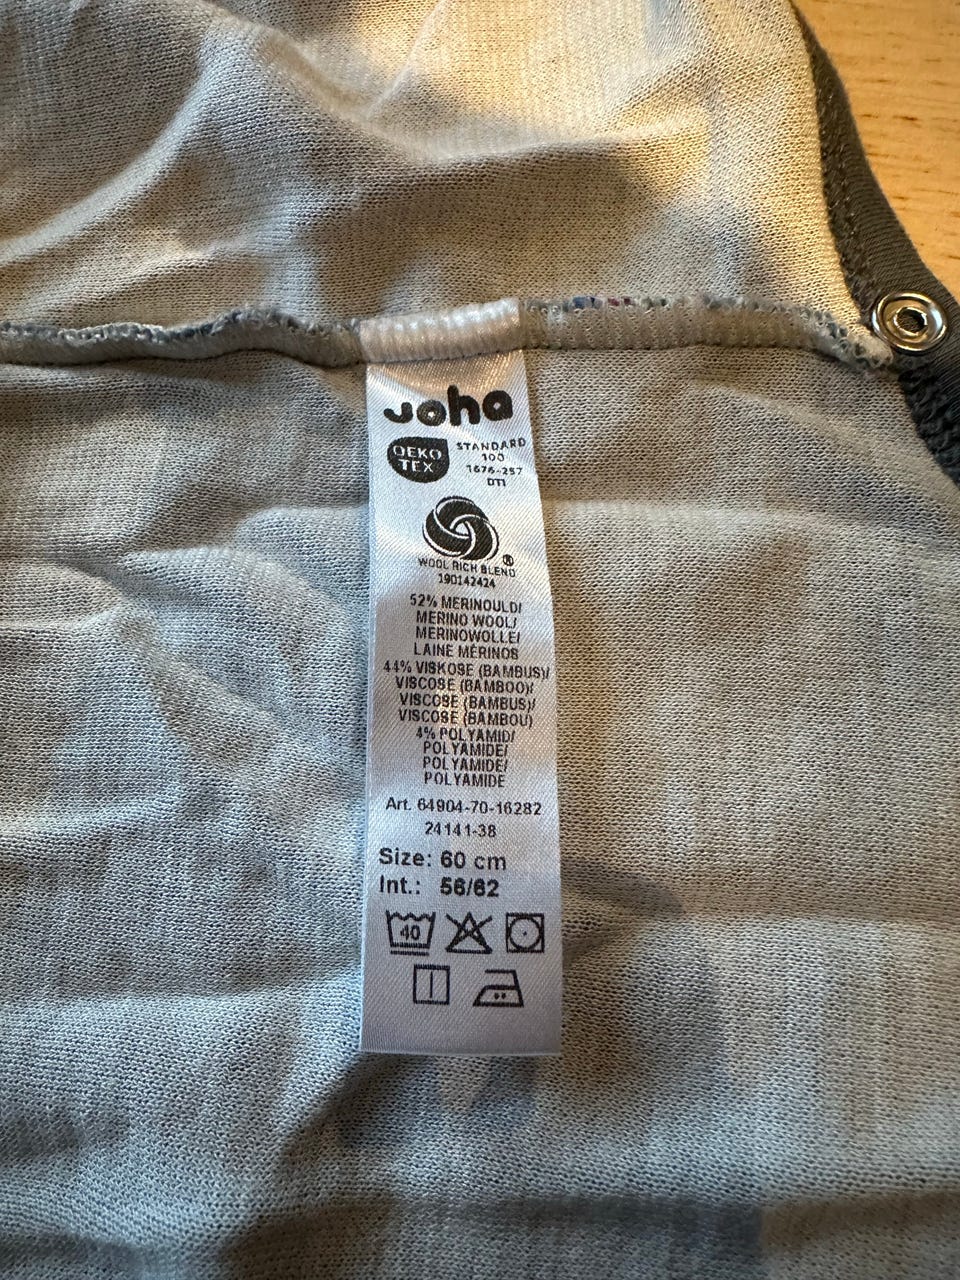 Joha
OEKO
TEX
STANDARD
100
1676-257
DTI
®
WOOL RICH BLEND
190142424
52% MERINOULD/
MERINO WOOL/
MERINOWOLLE/
LAINE MÉRINOS
44% VISKOSE (BAMBUS)/
VISCOSE (BAMBOO)/
VISCOSE (BAMBUS)/
VISCOSE (BAMBOU)
4% POLYAMID/
POLYAMIDE/
POLYAMIDE/
POLYAMIDE
Art. 64904-70-16282
24141-38
Size: 60 cm
Int.: 56/62
40